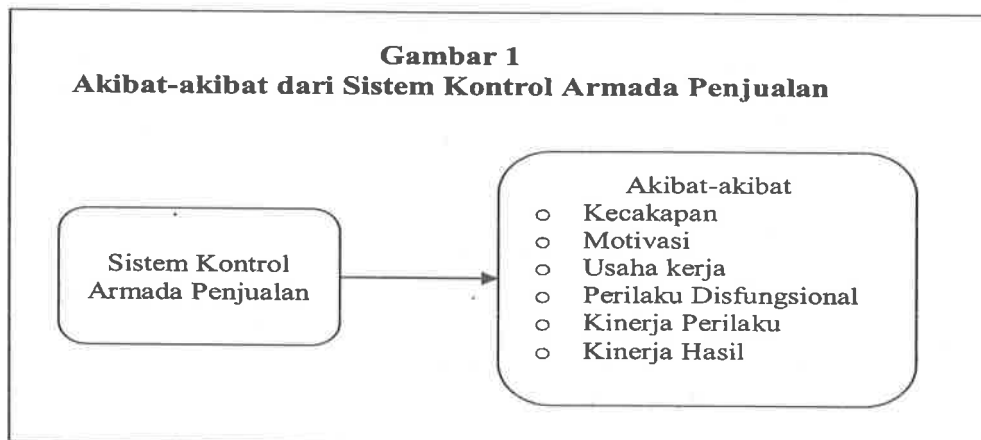 Gambar 1
Akibat-akibat dari Sistem Kontrol Armada Penjualan
Sistem Kontrol
Armada Penjualan
Akibat-akibat
o Kecakapan
o Motivasi
o Usaha kerja
o Perilaku Disfungsional
o Kinerja Perilaku
o Kinerja Hasil